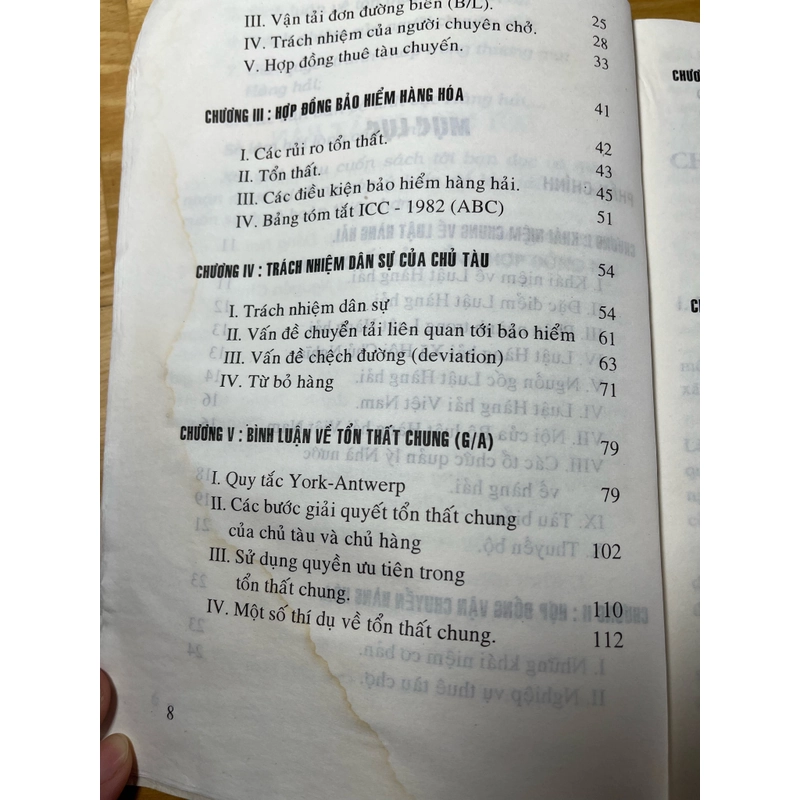 III. Vận tải đơn đường biển (B/L). 25
IV. Trách nhiệm của người chuyên chở. 28
V. Hợp đồng thuê tàu chuyến. 33
CHƯƠNG III : HỢP ĐỒNG BẢO HIỂM HÀNG HÓA 41
I. Các rủi ro tổn thất. 42
II. Tổn thất. 43
III. Các điều kiện bảo hiểm hàng hải. 45
IV. Bảng tóm tắt ICC - 1982 (ABC) 51
CHƯƠNG IV : TRÁCH NHIỆM DÂN SỰ CỦA CHỦ TÀU 54
I. Trách nhiệm dân sự 54
II. Vấn đề chuyển tải liên quan tới bảo hiểm 61
III. Vấn đề chệch đường (deviation) 63
IV. Từ bỏ hàng 71
CHƯƠNG V : BÌNH LUẬN VỀ TỔN THẤT CHUNG (G/A) 79
I. Quy tắc York-Antwerp 79
II. Các bước giải quyết tổn thất chung
của chủ tàu và chủ hàng 102
III. Sử dụng quyền ưu tiên trong
tổn thất chung. 110
IV. Một số thí dụ về tổn thất chung. 112
8